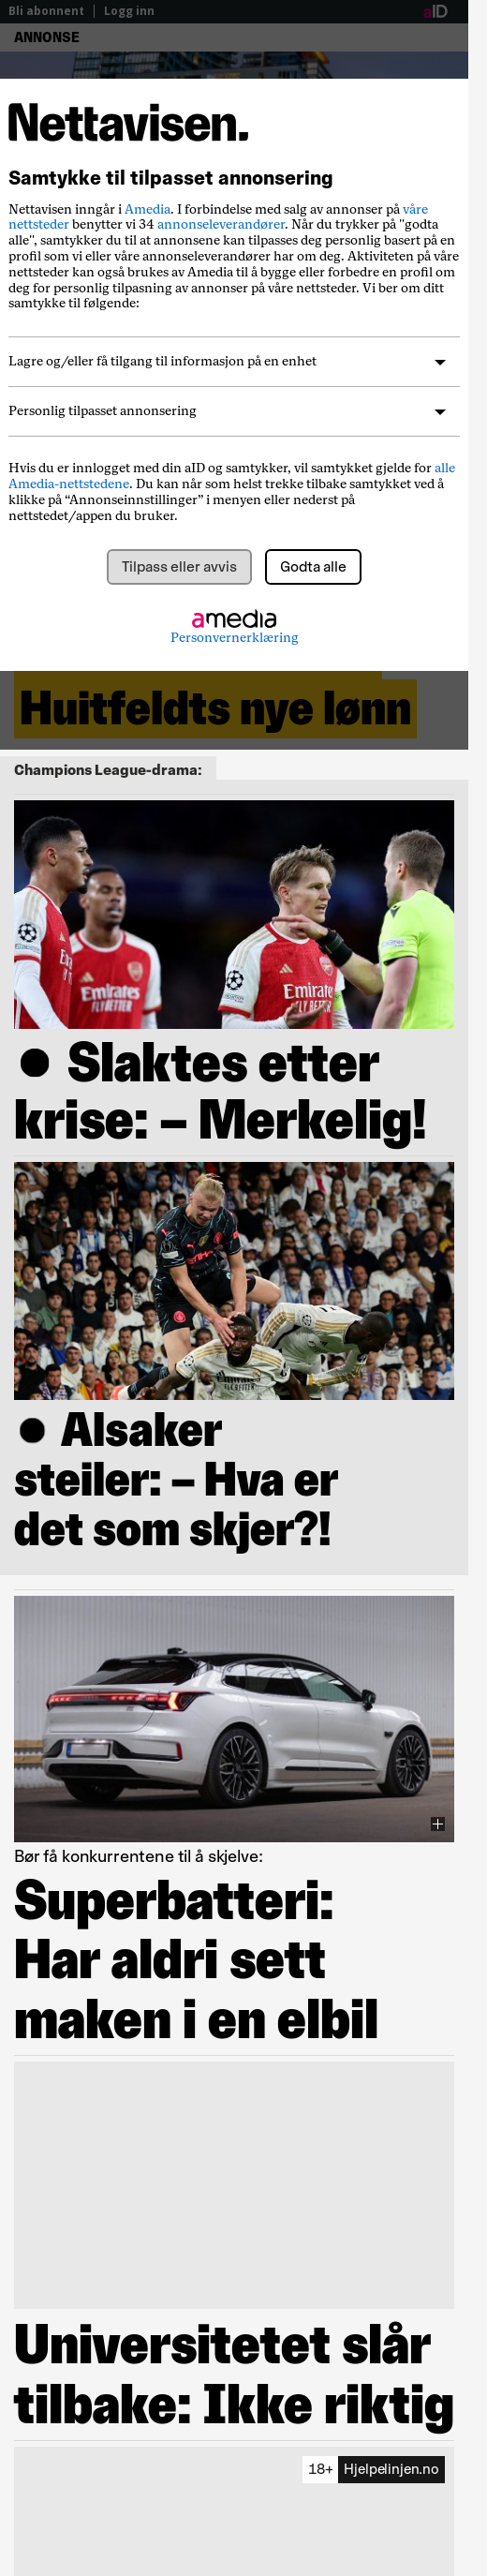 Bli abonnent | Logg inn
aID
ANNONSE
Nettavisen.
Samtykke til tilpasset annonsering
Nettavisen inngår i Amedia. I forbindelse med salg av annonser på våre
nettsteder benytter vi 34 annonseleverandører. Når du trykker på "godta
alle", samtykker du til at annonsene kan tilpasses deg personlig basert på en
profil som vi eller våre annonseleverandører har om deg. Aktiviteten på våre
nettsteder kan også brukes av Amedia til å bygge eller forbedre en profil om
deg for personlig tilpasning av annonser på våre nettsteder. Vi ber om ditt
samtykke til følgende:
Lagre og/eller få tilgang til informasjon på en enhet
Personlig tilpasset annonsering
Hvis du er innlogget med din aID og samtykker, vil samtykket gjelde for alle
Amedia-nettstedene. Du kan når som helst trekke tilbake samtykket ved å
klikke på “Annonseinnstillinger” i menyen eller nederst på
nettstedet/appen du bruker.
Tilpass eller avvis
Godta alle
amedia
Personvernerklæring
Huitfeldts nye lønn
Champions League-drama:
Emirates
FLY BETTER
Emirates
FLY BETTER
Emirates
FLY BETTER
● Slaktes etter
krise: – Merkelig!
● Alsaker
steiler: – Hva er
det som skjer?!
Bør få konkurrentene til å skjelve:
Superbatteri:
Har aldri sett
maken i en elbil
Universitetet slår
tilbake: Ikke riktig
18+ Hjelpelinjen.no